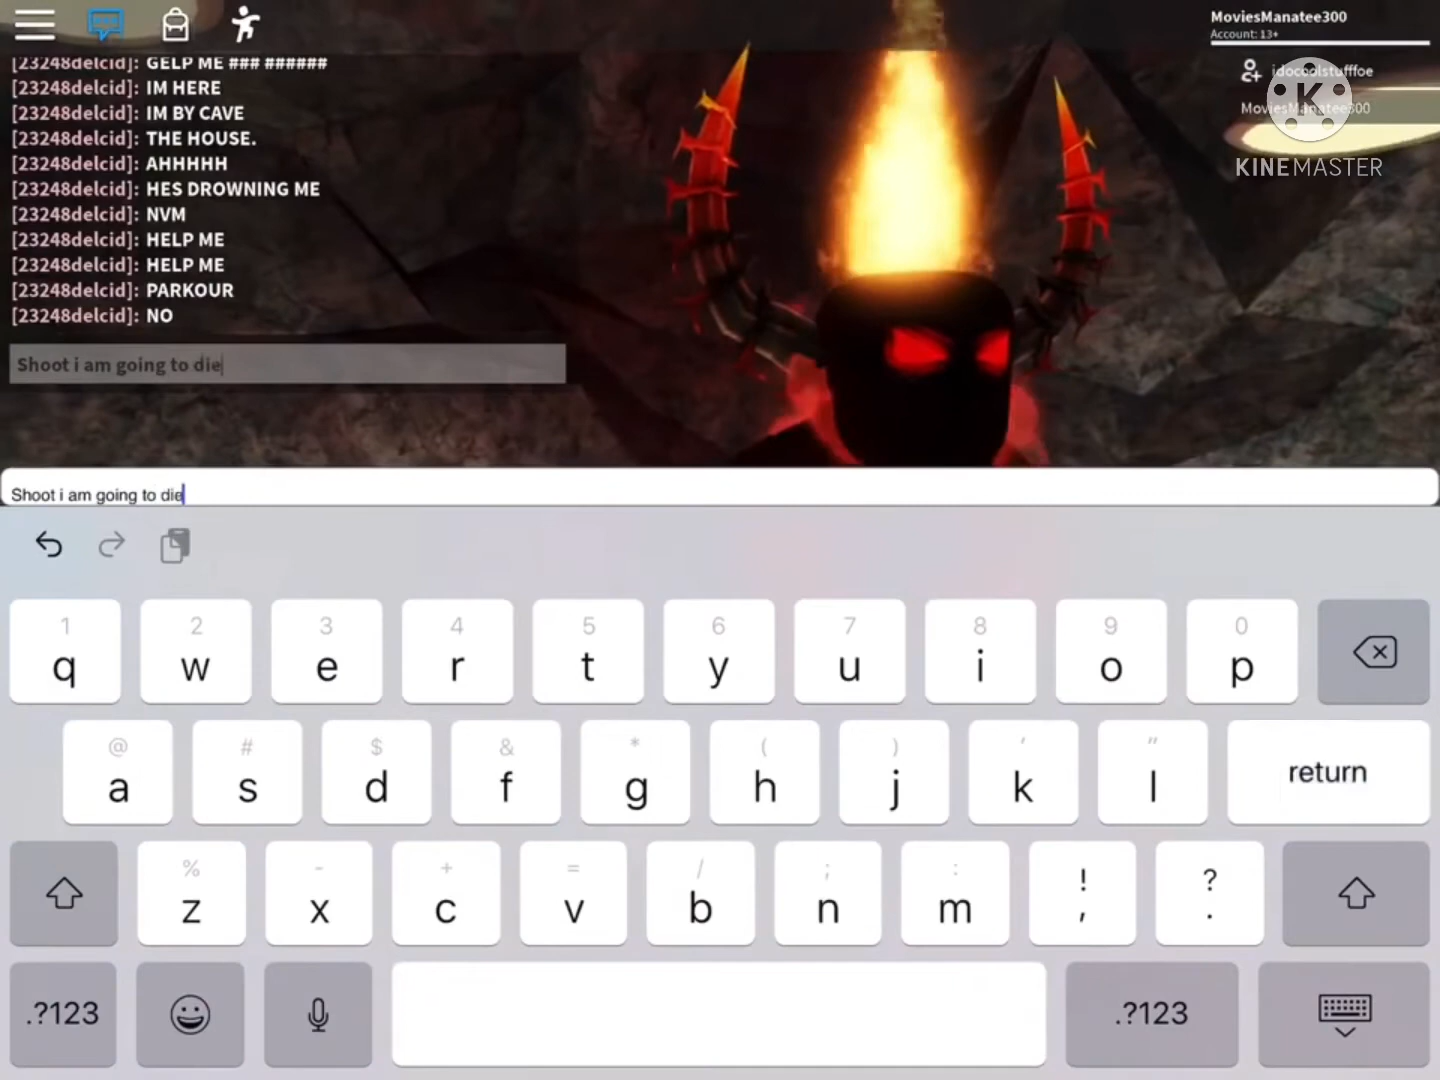 [23248delcid]: GELP ME ### ######
[23248delcid]: IM HERE
[23248delcid]: IM BY CAVE
[23248delcid]: THE HOUSE.
[23248delcid]: AHHHHH
[23248delcid]: HES DROWNING ME
[23248delcid]: NVM
[23248delcid]: HELP ME
[23248delcid]: HELP ME
[23248delcid]: PARKOUR
[23248delcid]: NO
Shoot i am going to die
MoviesManatee300
Account: 13+
idocoolstufffoe
MoviesManatee300
K
KINEMASTER
Shoot i am going to die
1 2 3 4 5 6 7 8 9 0
q w e r t y u i o p
@ # $ & * ( ) ' "
a s d f g h j k l return
% - + = / ; : ! ?
z x c v b n m , .
.?123 .?123